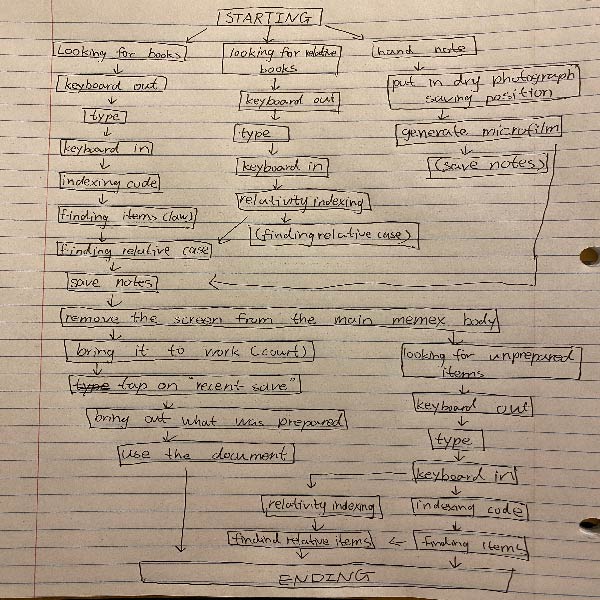 STARTING
Looking for books
keyboard out
type
keyboard in
indexing code
finding items (law)
finding relative case
save notes
looking for relative
books
keyboard out
type
keyboard in
relativity indexing
(finding relative case)
hand note
put in dry photograph
saving position
generate microfilm
(save notes)
remove the screen from the main memex body
bring it to work (court)
type tap on "recent save"
bring out what was prepared
use the document
looking for unprepared
items
keyboard out
type
keyboard in
relativity indexing
findind relative items
indexing code
finding items
ENDING